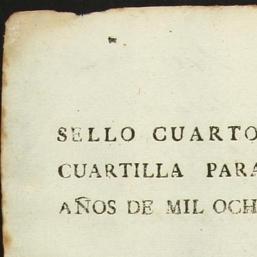 SELLO CUARTO
CUARTILLA PARA
AÑOS DE MIL OCH